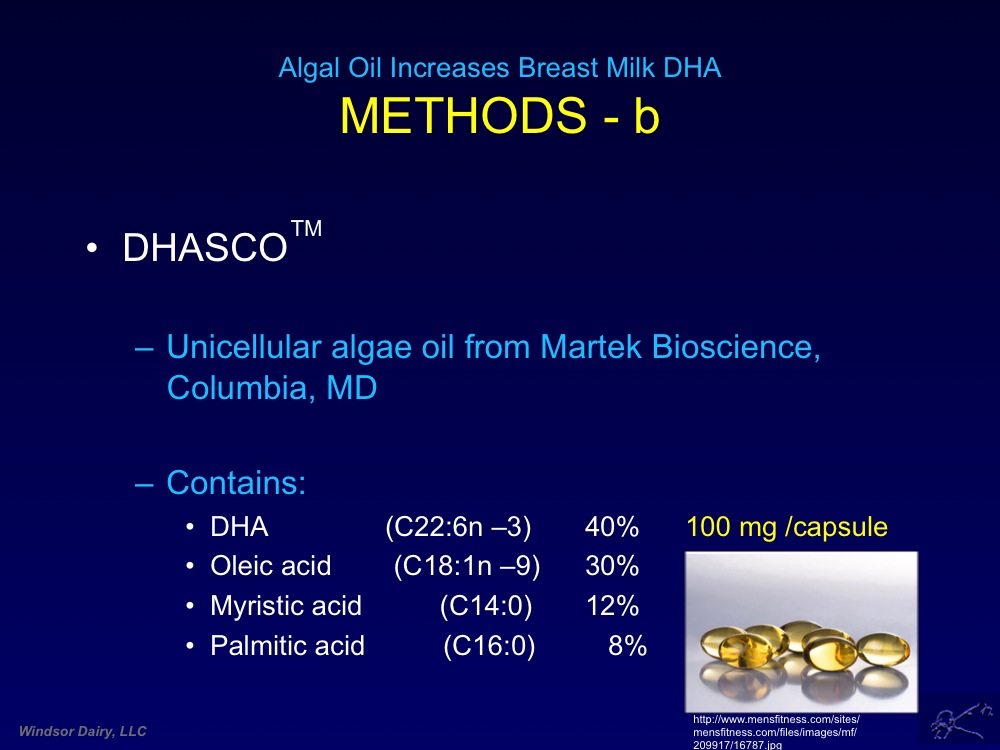 Algal Oil Increases Breast Milk DHA
METHODS - b
• DHASCO™
– Unicellular algae oil from Martek Bioscience,
Columbia, MD
– Contains:
• DHA (C22:6n –3) 40% 100 mg /capsule
• Oleic acid (C18:1n –9) 30%
• Myristic acid (C14:0) 12%
• Palmitic acid (C16:0) 8%
http://www.mensfitness.com/sites/
mensfitness.com/files/images/mf/
209917/16787.jpg
Windsor Dairy, LLC